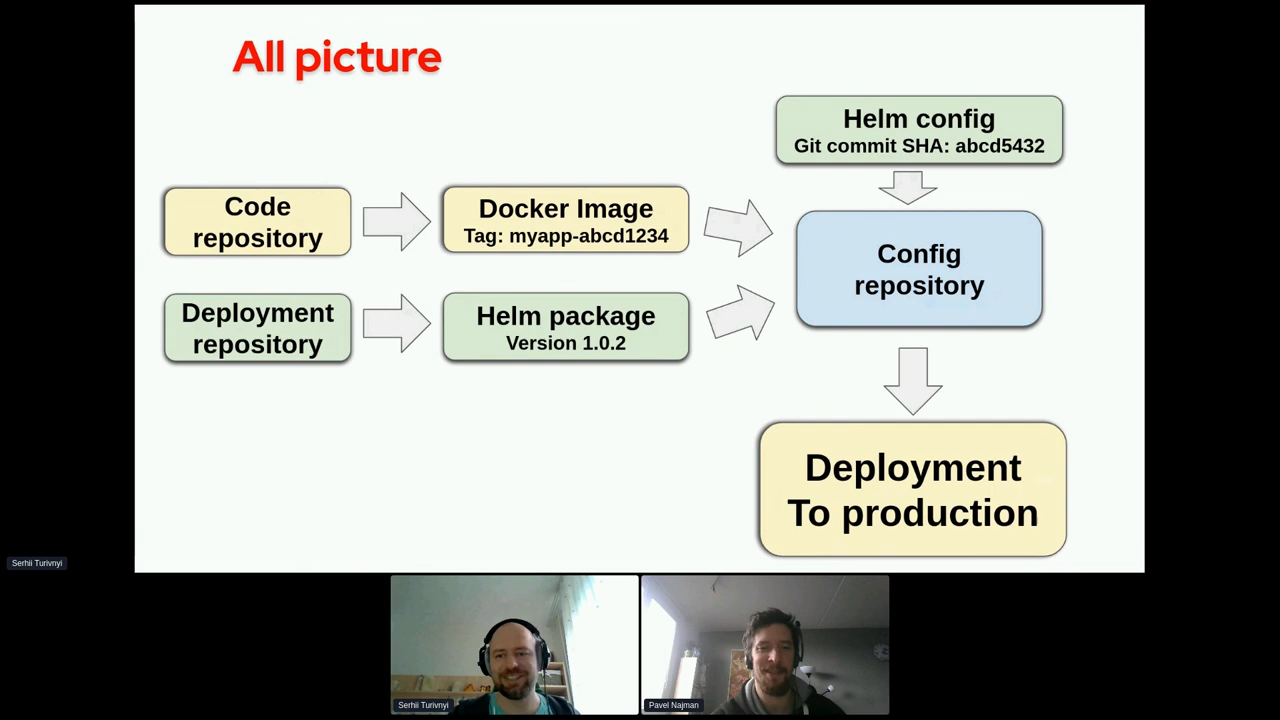 All picture
Helm config
Git commit SHA: abcd5432
Code
repository
Docker Image
Tag: myapp-abcd1234
Config
repository
Deployment
repository
Helm package
Version 1.0.2
Deployment
To production
Serhii Turivnyi
Serhii Turivnyi
Pavel Najman